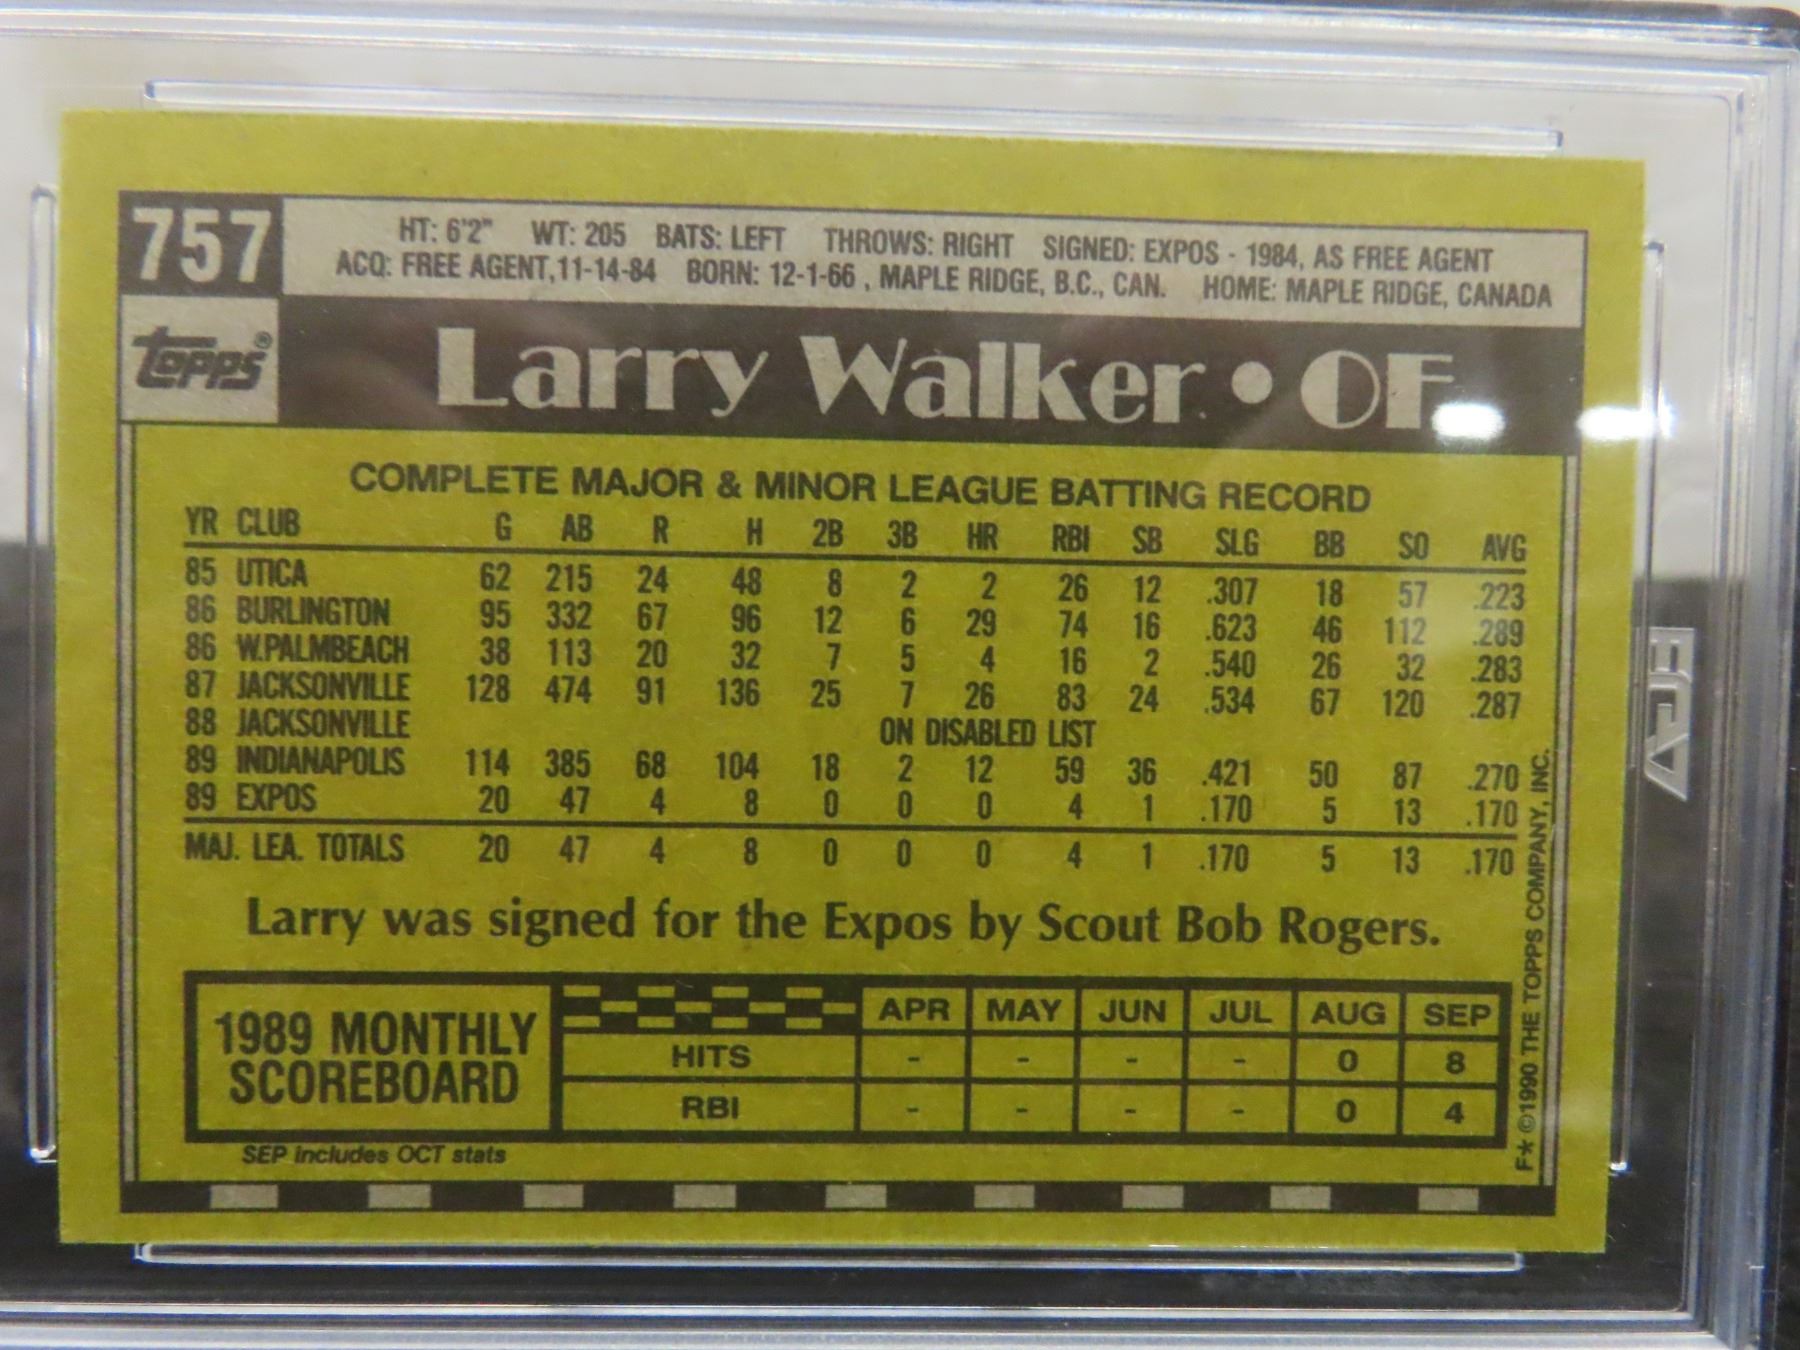 757
HT: 6'2" WT: 205 BATS: LEFT THROWS: RIGHT SIGNED: EXPOS - 1984, AS FREE AGENT
ACQ: FREE AGENT,11-14-84 BORN: 12-1-66 , MAPLE RIDGE, B.C., CAN. HOME: MAPLE RIDGE, CANADA
topps®
Larry Walker • OF
COMPLETE MAJOR & MINOR LEAGUE BATTING RECORD
YR CLUB G AB R H 2B 3B HR RBI SB SLG BB SO AVG
85 UTICA 62 215 24 48 8 2 2 26 12 .307 18 57 .223
86 BURLINGTON 95 332 67 96 12 6 29 74 16 .623 46 112 .289
86 W.PALMBEACH 38 113 20 32 7 5 4 16 2 .540 26 32 .283
87 JACKSONVILLE 128 474 91 136 25 7 26 83 24 .534 67 120 .287
88 JACKSONVILLE ON DISABLED LIST
89 INDIANAPOLIS 114 385 68 104 18 2 12 59 36 .421 50 87 .270
89 EXPOS 20 47 4 8 0 0 0 4 1 .170 5 13 .170
MAJ. LEA. TOTALS 20 47 4 8 0 0 0 4 1 .170 5 13 .170
Larry was signed for the Expos by Scout Bob Rogers.
1989 MONTHLY
SCOREBOARD
APR MAY JUN JUL AUG SEP
HITS - - - - 0 8
RBI - - - - 0 4
SEP includes OCT stats
F* ©1990 THE TOPPS COMPANY, INC.